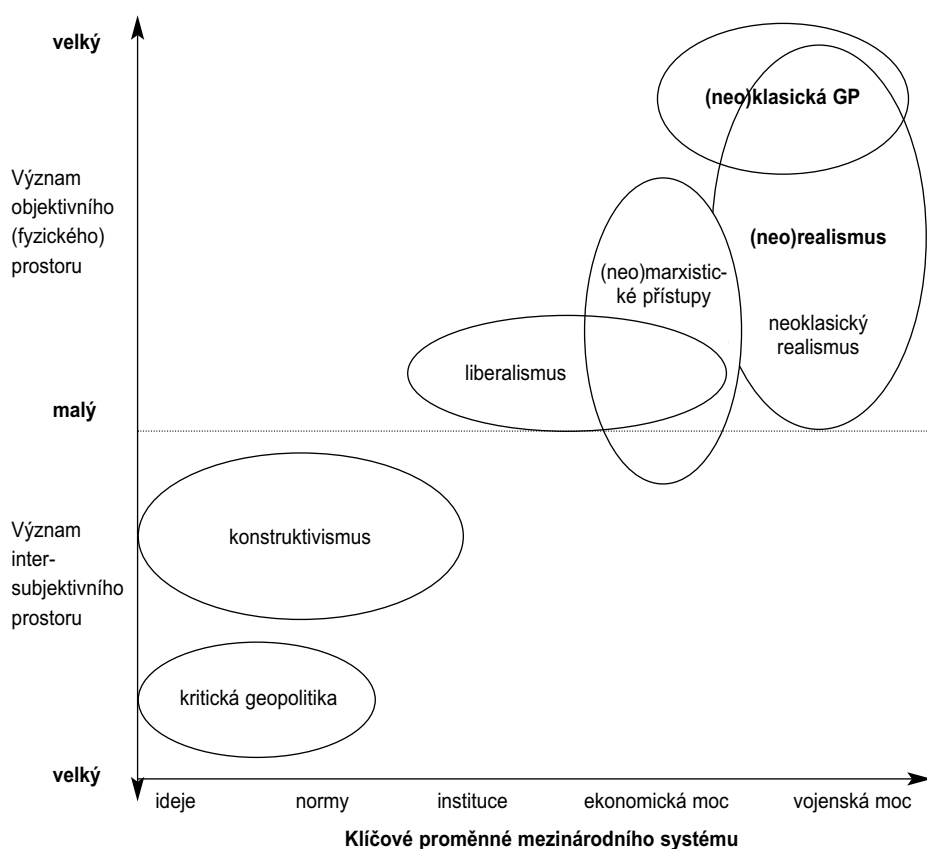 velký
(neo)klasická GP
Význam
objektivního
(fyzického)
prostoru
(neo)realismus
(neo)marxistic-
ké přístupy
neoklasický
realismus
liberalismus
malý
Význam
inter-
subjektivního
prostoru
konstruktivismus
kritická geopolitika
velký
ideje normy instituce ekonomická moc vojenská moc
Klíčové proměnné mezinárodního systému